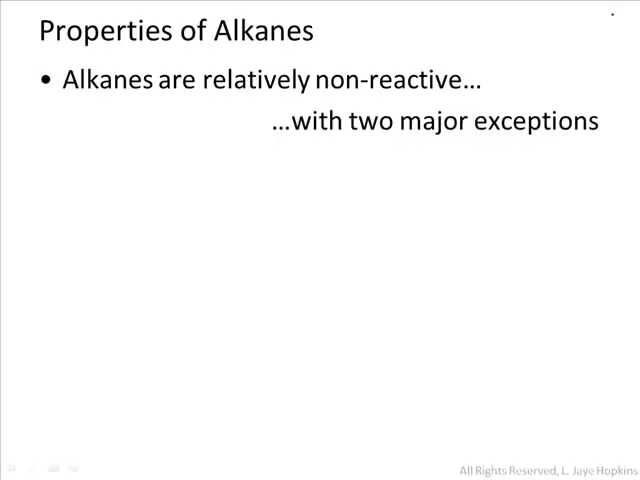 Properties of Alkanes
• Alkanes are relatively non-reactive…
…with two major exceptions
All Rights Reserved, L. Jaye Hopkins